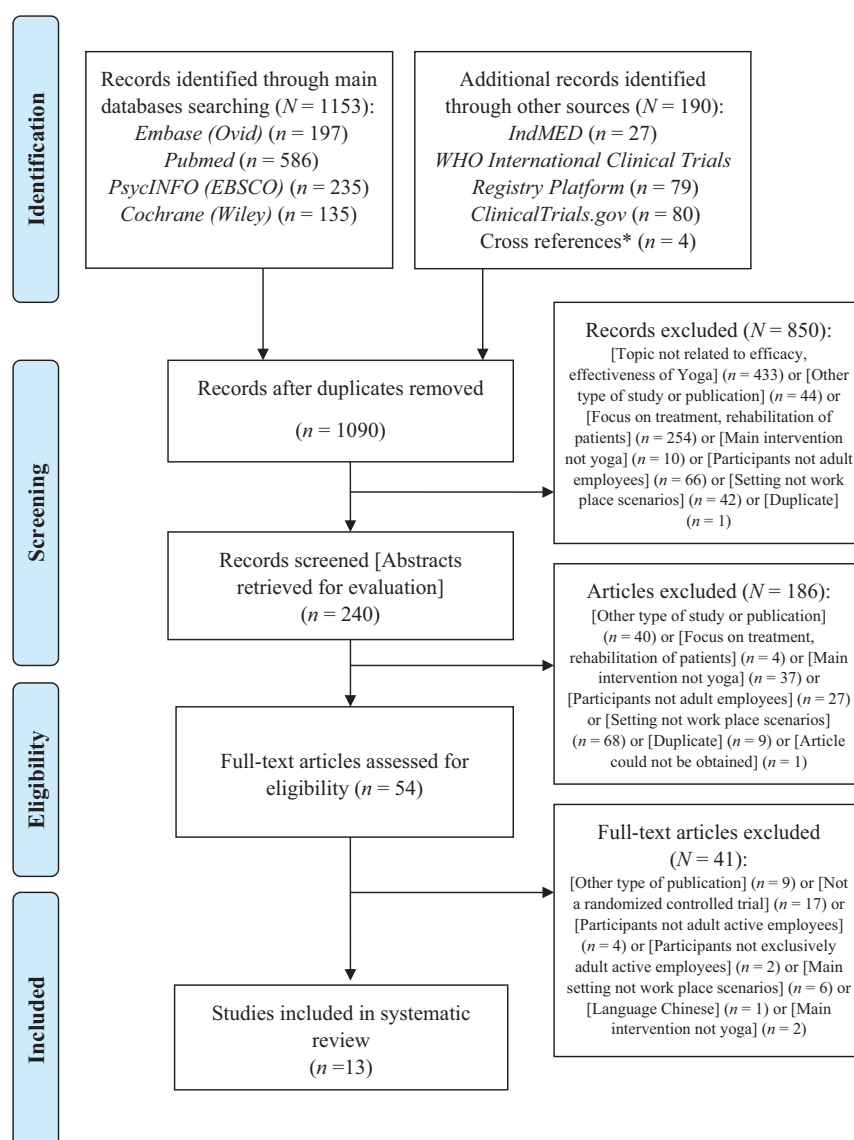 Identification
Records identified through main
databases searching (N = 1153):
Embase (Ovid) (n = 197)
Pubmed (n = 586)
PsycINFO (EBSCO) (n = 235)
Cochrane (Wiley) (n = 135)
Additional records identified
through other sources (N = 190):
IndMED (n = 27)
WHO International Clinical Trials
Registry Platform (n = 79)
ClinicalTrials.gov (n = 80)
Cross references* (n = 4)
Screening
Records after duplicates removed
(n = 1090)
Records excluded (N = 850):
[Topic not related to efficacy,
effectiveness of Yoga] (n = 433) or [Other
type of study or publication] (n = 44) or
[Focus on treatment, rehabilitation of
patients] (n = 254) or [Main intervention
not yoga] (n = 10) or [Participants not adult
employees] (n = 66) or [Setting not work
place scenarios] (n = 42) or [Duplicate]
(n = 1)
Records screened [Abstracts
retrieved for evaluation]
(n = 240)
Articles excluded (N = 186):
[Other type of study or publication]
(n = 40) or [Focus on treatment,
rehabilitation of patients] (n = 4) or [Main
intervention not yoga] (n = 37) or
[Participants not adult employees] (n = 27)
or [Setting not work place scenarios]
(n = 68) or [Duplicate] (n = 9) or [Article
could not be obtained] (n = 1)
Eligibility
Full-text articles assessed for
eligibility (n = 54)
Full-text articles excluded
(N = 41):
[Other type of publication] (n = 9) or [Not
a randomized controlled trial] (n = 17) or
[Participants not adult active employees]
(n = 4) or [Participants not exclusively
adult active employees] (n = 2) or [Main
setting not work place scenarios] (n = 6) or
[Language Chinese] (n = 1) or [Main
intervention not yoga] (n = 2)
Included
Studies included in systematic
review
(n =13)